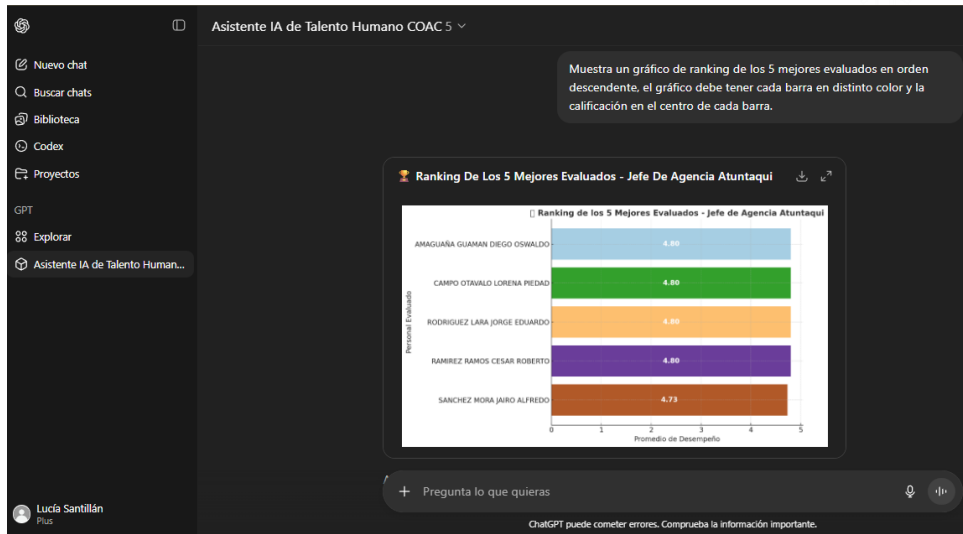 Asistente IA de Talento Humano COAC 5
Nuevo chat
Buscar chats
Biblioteca
Codex
Proyectos
GPT
Explorar
Asistente IA de Talento Human...
Lucía Santillán
Plus
Muestra un gráfico de ranking de los 5 mejores evaluados en orden
descendente, el gráfico debe tener cada barra en distinto color y la
calificación en el centro de cada barra.
Ranking De Los 5 Mejores Evaluados - Jefe De Agencia Atuntaqui
Ranking de los 5 Mejores Evaluados - Jefe de Agencia Atuntaqui
Personal Evaluado
AMAGUAÑA GUAMAN DIEGO OSWALDO 4.80
CAMPO OTAVALO LORENA PIEDAD 4.80
RODRIGUEZ LARA JORGE EDUARDO 4.80
RAMIREZ RAMOS CESAR ROBERTO 4.80
SANCHEZ MORA JAIRO ALFREDO 4.73
0 1 2 3 4 5
Promedio de Desempeño
Pregunta lo que quieras
ChatGPT puede cometer errores. Comprueba la información importante.